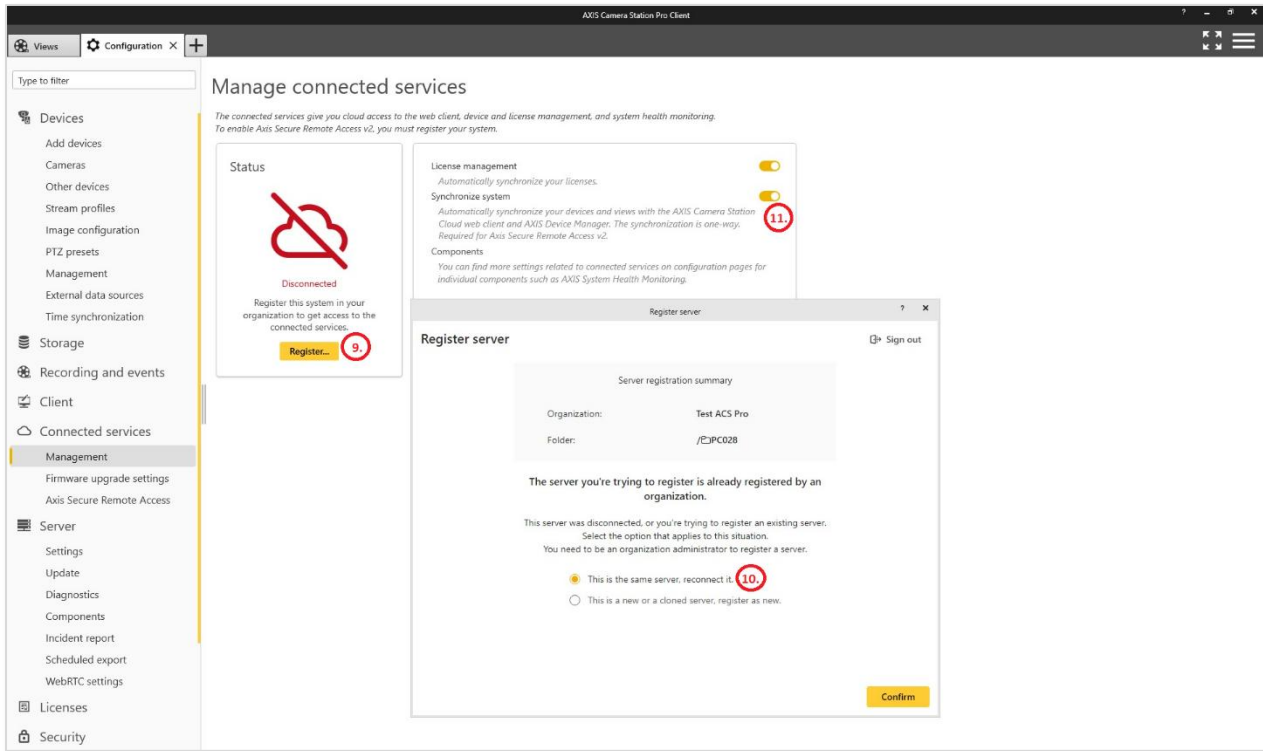 AXIS Camera Station Pro Client
Views
Configuration
Type to filter
Devices
Add devices
Cameras
Other devices
Stream profiles
Image configuration
PTZ presets
Management
External data sources
Time synchronization
Storage
Recording and events
Client
Connected services
Management
Firmware upgrade settings
Axis Secure Remote Access
Server
Settings
Update
Diagnostics
Components
Incident report
Scheduled export
WebRTC settings
Licenses
Security
Manage connected services
The connected services give you cloud access to the web client, device and license management, and system health monitoring.
To enable Axis Secure Remote Access v2, you must register your system.
Status
Disconnected
Register this system in your
organization to get access to the
connected services.
Register... 9.
License management
Automatically synchronize your licenses.
Synchronize system
Automatically synchronize your devices and views with the AXIS Camera Station
Cloud web client and AXIS Device Manager. The synchronization is one-way.
Required for Axis Secure Remote Access v2.
11.
Components
You can find more settings related to connected services on configuration pages for
individual components such as AXIS System Health Monitoring.
Register server
Register server
Sign out
Server registration summary
Organization: Test ACS Pro
Folder: /PC028
The server you're trying to register is already registered by an
organization.
This server was disconnected, or you're trying to register an existing server.
Select the option that applies to this situation.
You need to be an organization administrator to register a server.
This is the same server, reconnect it. 10.
This is a new or a cloned server, register as new.
Confirm